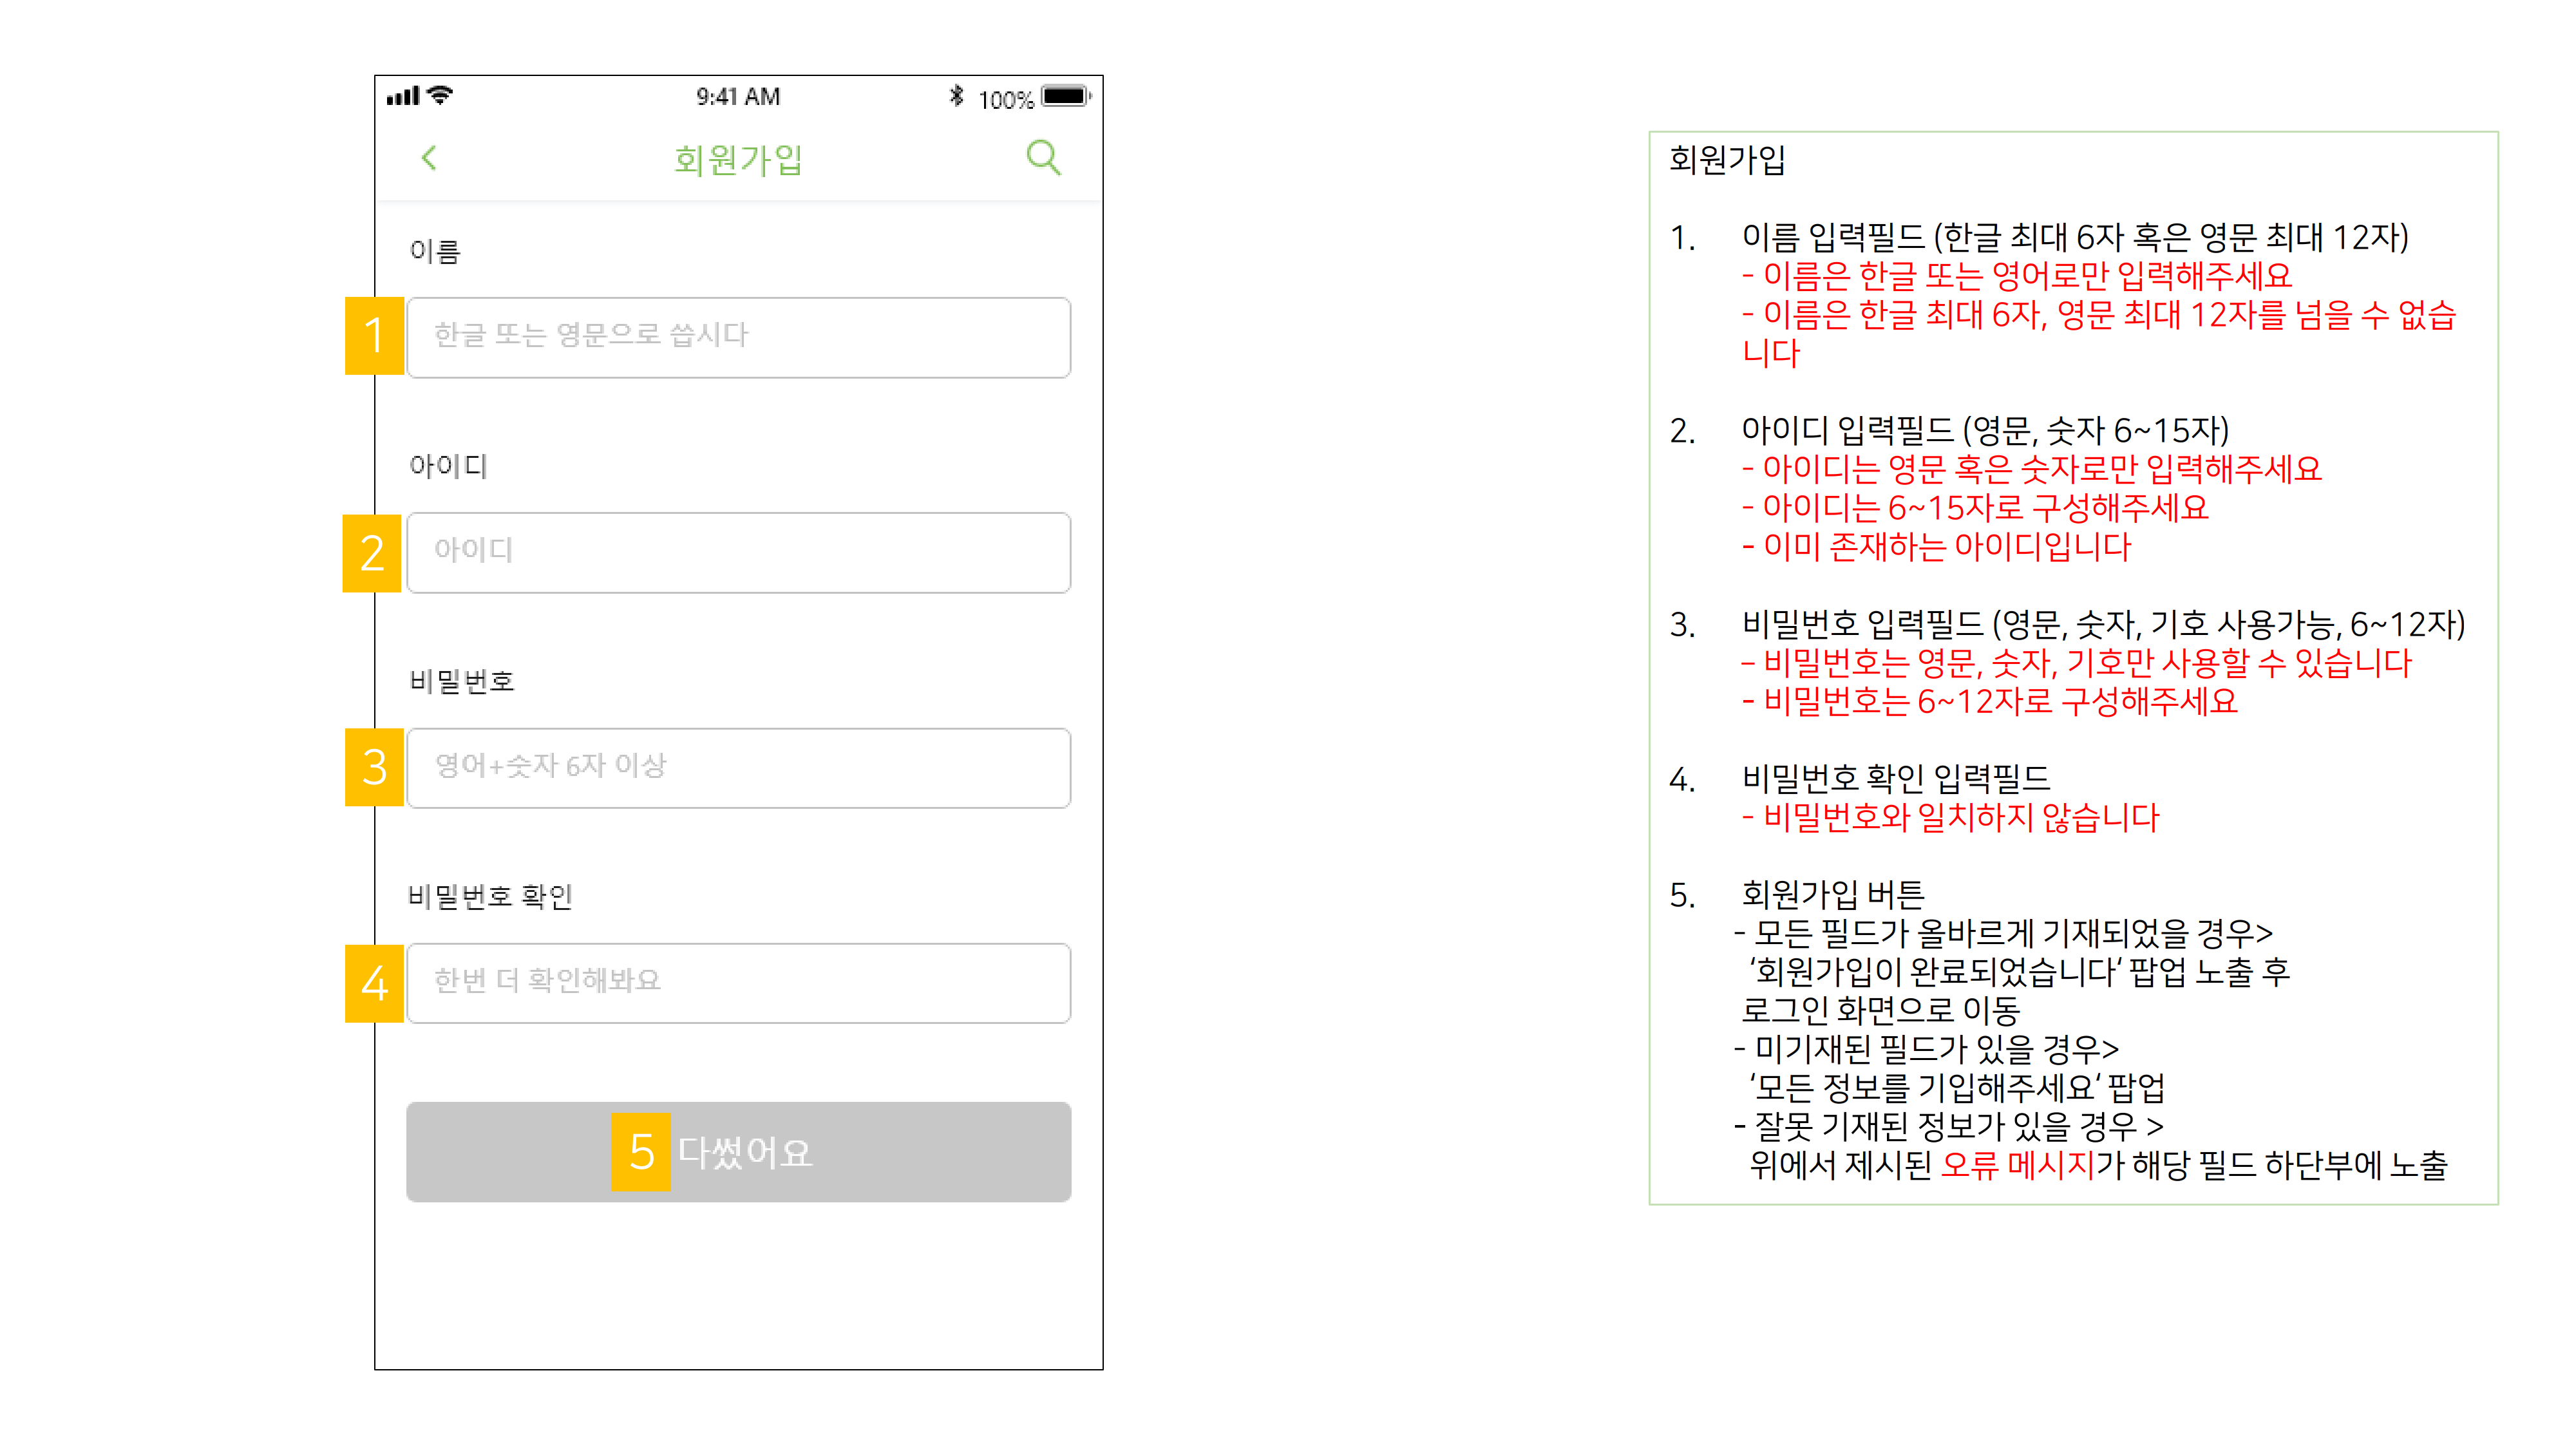 9:41 AM
100%
회원가입
이름
1
한글 또는 영문으로 씁시다
아이디
2
아이디
비밀번호
3
영어+숫자 6자 이상
비밀번호 확인
4
한번 더 확인해봐요
5 다썼어요
회원가입
1. 이름 입력필드 (한글 최대 6자 혹은 영문 최대 12자)
- 이름은 한글 또는 영어로만 입력해주세요
- 이름은 한글 최대 6자, 영문 최대 12자를 넘을 수 없습
니다
2. 아이디 입력필드 (영문, 숫자 6~15자)
- 아이디는 영문 혹은 숫자로만 입력해주세요
- 아이디는 6~15자로 구성해주세요
- 이미 존재하는 아이디입니다
3. 비밀번호 입력필드 (영문, 숫자, 기호 사용가능, 6~12자)
- 비밀번호는 영문, 숫자, 기호만 사용할 수 있습니다
- 비밀번호는 6~12자로 구성해주세요
4. 비밀번호 확인 입력필드
- 비밀번호와 일치하지 않습니다
5. 회원가입 버튼
- 모든 필드가 올바르게 기재되었을 경우>
‘회원가입이 완료되었습니다‘ 팝업 노출 후
로그인 화면으로 이동
- 미기재된 필드가 있을 경우>
‘모든 정보를 기입해주세요‘ 팝업
- 잘못 기재된 정보가 있을 경우 >
위에서 제시된 오류 메시지가 해당 필드 하단부에 노출